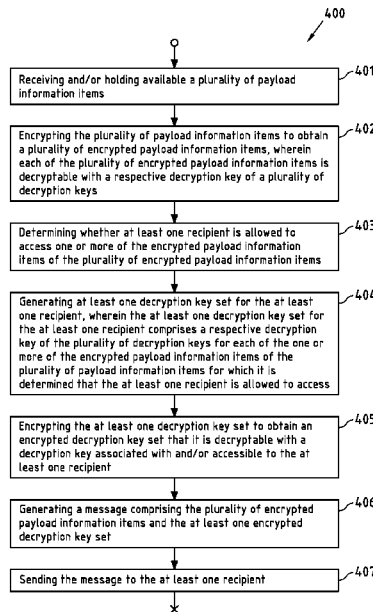 400
Receiving and/or holding available a plurality of payload
information items
401
Encrypting the plurality of payload information items to obtain
a plurality of encrypted payload information items, wherein
each of the plurality of encrypted payload information items is
decryptable with a respective decryption key of a plurality of
decryption keys
402
Determining whether at least one recipient is allowed to
access one or more of the encrypted payload information
items of the plurality of encrypted payload information items
403
Generating at least one decryption key set for the at least
one recipient, wherein the at least one decryption key set for
the at least one recipient comprises a respective decryption
key of the plurality of decryption keys for each of the one or
more of the encrypted payload information items of the
plurality of payload information items for which it is
determined that the at least one recipient is allowed to access
404
Encrypting the at least one decryption key set to obtain an
encrypted decryption key set that it is decryptable with a
decryption key associated with and/or accessible to the at
least one recipient
405
Generating a message comprising the plurality of encrypted
payload information items and the at least one encrypted
decryption key set
406
Sending the message to the at least one recipient
407